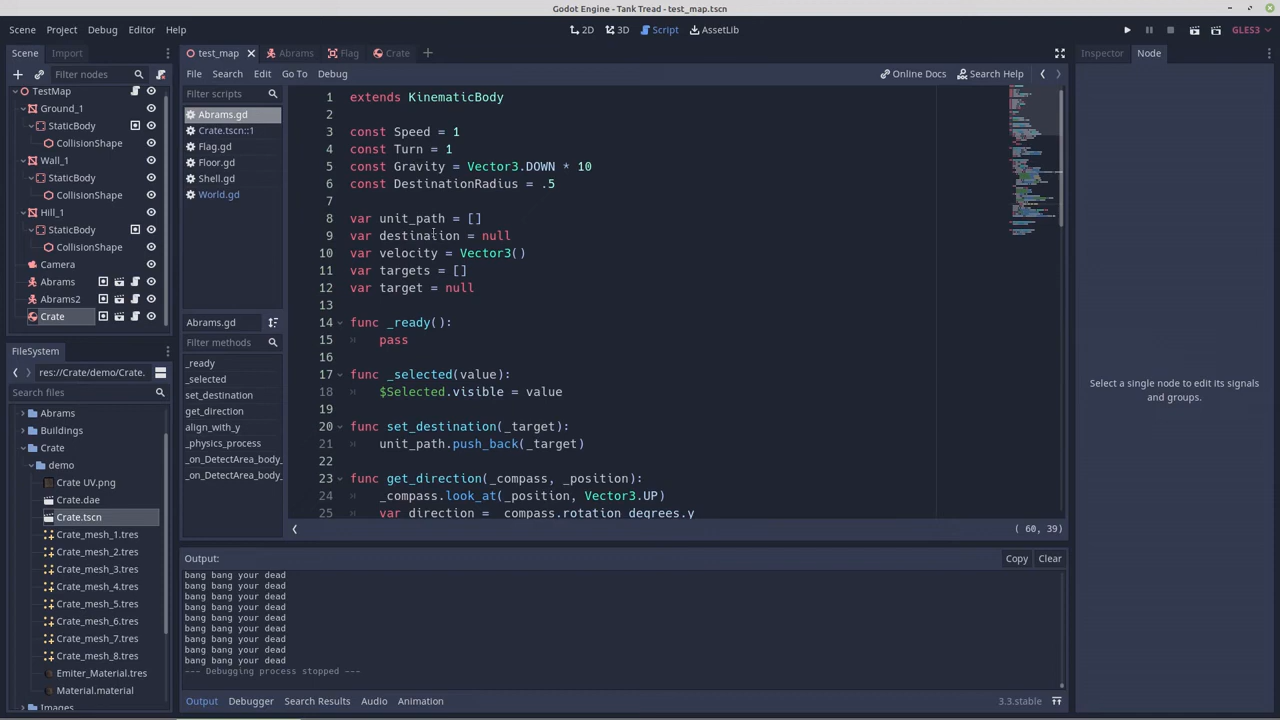 Godot Engine - Tank Tread - test_map.tscn
Scene Project Debug Editor Help
2D 3D Script AssetLib
GLES3
Scene Import
Filter nodes
TestMap
Ground_1
StaticBody
CollisionShape
Wall_1
StaticBody
CollisionShape
Hill_1
StaticBody
CollisionShape
Camera
Abrams
Abrams2
Crate
FileSystem
res://Crate/demo/Crate.
Search files
Abrams
Buildings
Crate
demo
Crate UV.png
Crate.dae
Crate.tscn
Crate_mesh_1.tres
Crate_mesh_2.tres
Crate_mesh_3.tres
Crate_mesh_4.tres
Crate_mesh_5.tres
Crate_mesh_6.tres
Crate_mesh_7.tres
Crate_mesh_8.tres
Emiter_Material.tres
Material.material
Images
test_map Abrams Flag Crate
File Search Edit Go To Debug
Online Docs Search Help
Filter scripts
Abrams.gd
Crate.tscn::1
Flag.gd
Floor.gd
Shell.gd
World.gd
Abrams.gd
Filter methods
_ready
_selected
set_destination
get_direction
align_with_y
_physics_process
_on_DetectArea_body_
_on_DetectArea_body_
1 extends KinematicBody
2
3 const Speed = 1
4 const Turn = 1
5 const Gravity = Vector3.DOWN * 10
6 const DestinationRadius = .5
7
8 var unit_path = []
9 var destination = null
10 var velocity = Vector3()
11 var targets = []
12 var target = null
13
14 func _ready():
15 pass
16
17 func _selected(value):
18 $Selected.visible = value
19
20 func set_destination(_target):
21 unit_path.push_back(_target)
22
23 func get_direction(_compass, _position):
24 _compass.look_at(_position, Vector3.UP)
25 var direction = _compass.rotation_degrees.y
( 60, 39)
Output:
Copy Clear
bang bang your dead
bang bang your dead
bang bang your dead
bang bang your dead
bang bang your dead
bang bang your dead
bang bang your dead
bang bang your dead
bang bang your dead
--- Debugging process stopped ---
Output Debugger Search Results Audio Animation
3.3.stable
Inspector Node
Select a single node to edit its signals
and groups.